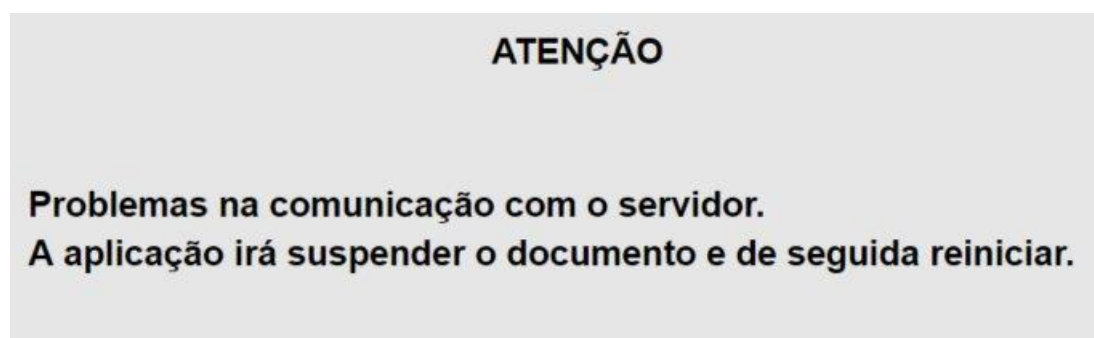 ATENÇÃO
Problemas na comunicação com o servidor.
A aplicação irá suspender o documento e de seguida reiniciar.